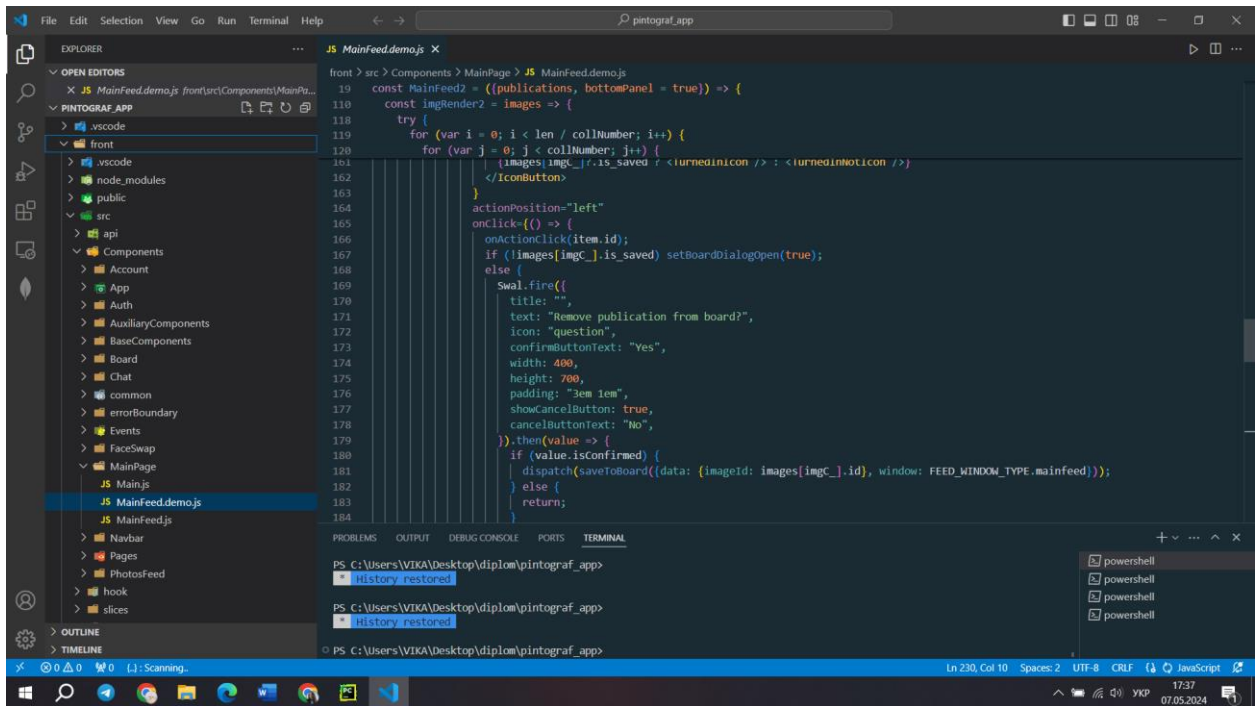 File Edit Selection View Go Run Terminal Help
pintograf_app
EXPLORER
OPEN EDITORS
JS MainFeed.demo.js front\src\Components\MainPa...
PINTOGRAF_APP
.vscode
front
.vscode
node_modules
public
src
api
Components
Account
App
Auth
AuxiliaryComponents
BaseComponents
Board
Chat
common
errorBoundary
Events
FaceSwap
MainPage
JS Main.js
JS MainFeed.demo.js
JS MainFeed.js
Navbar
Pages
PhotosFeed
hook
slices
OUTLINE
TIMELINE
JS MainFeed.demo.js
front > src > Components > MainPage > JS MainFeed.demo.js
19 const MainFeed2 = ({publications, bottomPanel = true}) => {
110 const imgRender2 = images => {
118 try {
119 for (var i = 0; i < len / collNumber; i++) {
120 for (var j = 0; j < collNumber; j++) {
161 {images[imgC_]?.is_saved ? <TurnedInIcon /> : <TurnedInNotIcon />}
162 </IconButton>
163 }
164 actionPosition="left"
165 onClick={() => {
166 onActionClick(item.id);
167 if (!images[imgC_].is_saved) setBoardDialogOpen(true);
168 else {
169 Swal.fire({
170 title: "",
171 text: "Remove publication from board?",
172 icon: "question",
173 confirmButtonText: "Yes",
174 width: 400,
175 height: 700,
176 padding: "3em 1em",
177 showCancelButton: true,
178 cancelButtonText: "No",
179 }).then(value => {
180 if (value.isConfirmed) {
181 dispatch(saveToBoard({data: {imageId: images[imgC_].id}, window: FEED_WINDOW_TYPE.mainfeed}));
182 } else {
183 return;
184 }
PROBLEMS OUTPUT DEBUG CONSOLE PORTS TERMINAL
PS C:\Users\VIKA\Desktop\diplom\pintograf_app>
* History restored
PS C:\Users\VIKA\Desktop\diplom\pintograf_app>
* History restored
PS C:\Users\VIKA\Desktop\diplom\pintograf_app>
powershell
powershell
powershell
powershell
0 0 0 {..} : Scanning.. Ln 230, Col 10 Spaces: 2 UTF-8 CRLF JavaScript
УКР 17:37
07.05.2024